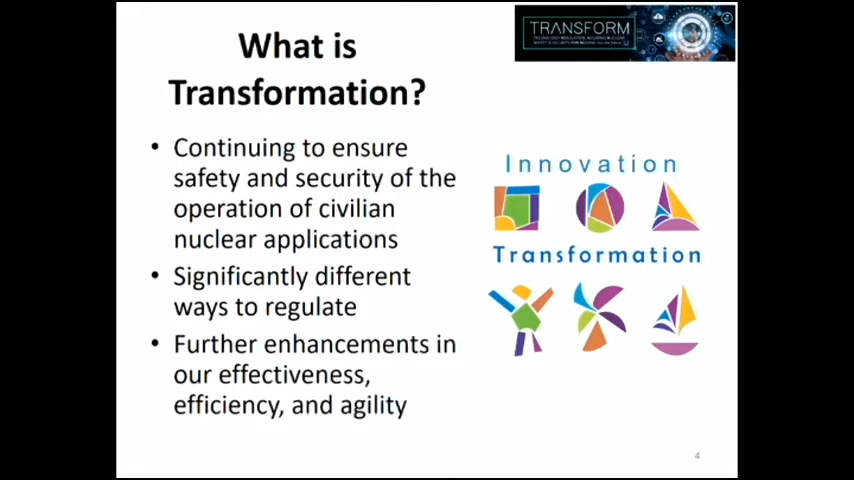 What is
Transformation?
TRANSFORM
• Continuing to ensure
safety and security of the
operation of civilian
nuclear applications
• Significantly different
ways to regulate
• Further enhancements in
our effectiveness,
efficiency, and agility
Innovation
Transformation
4